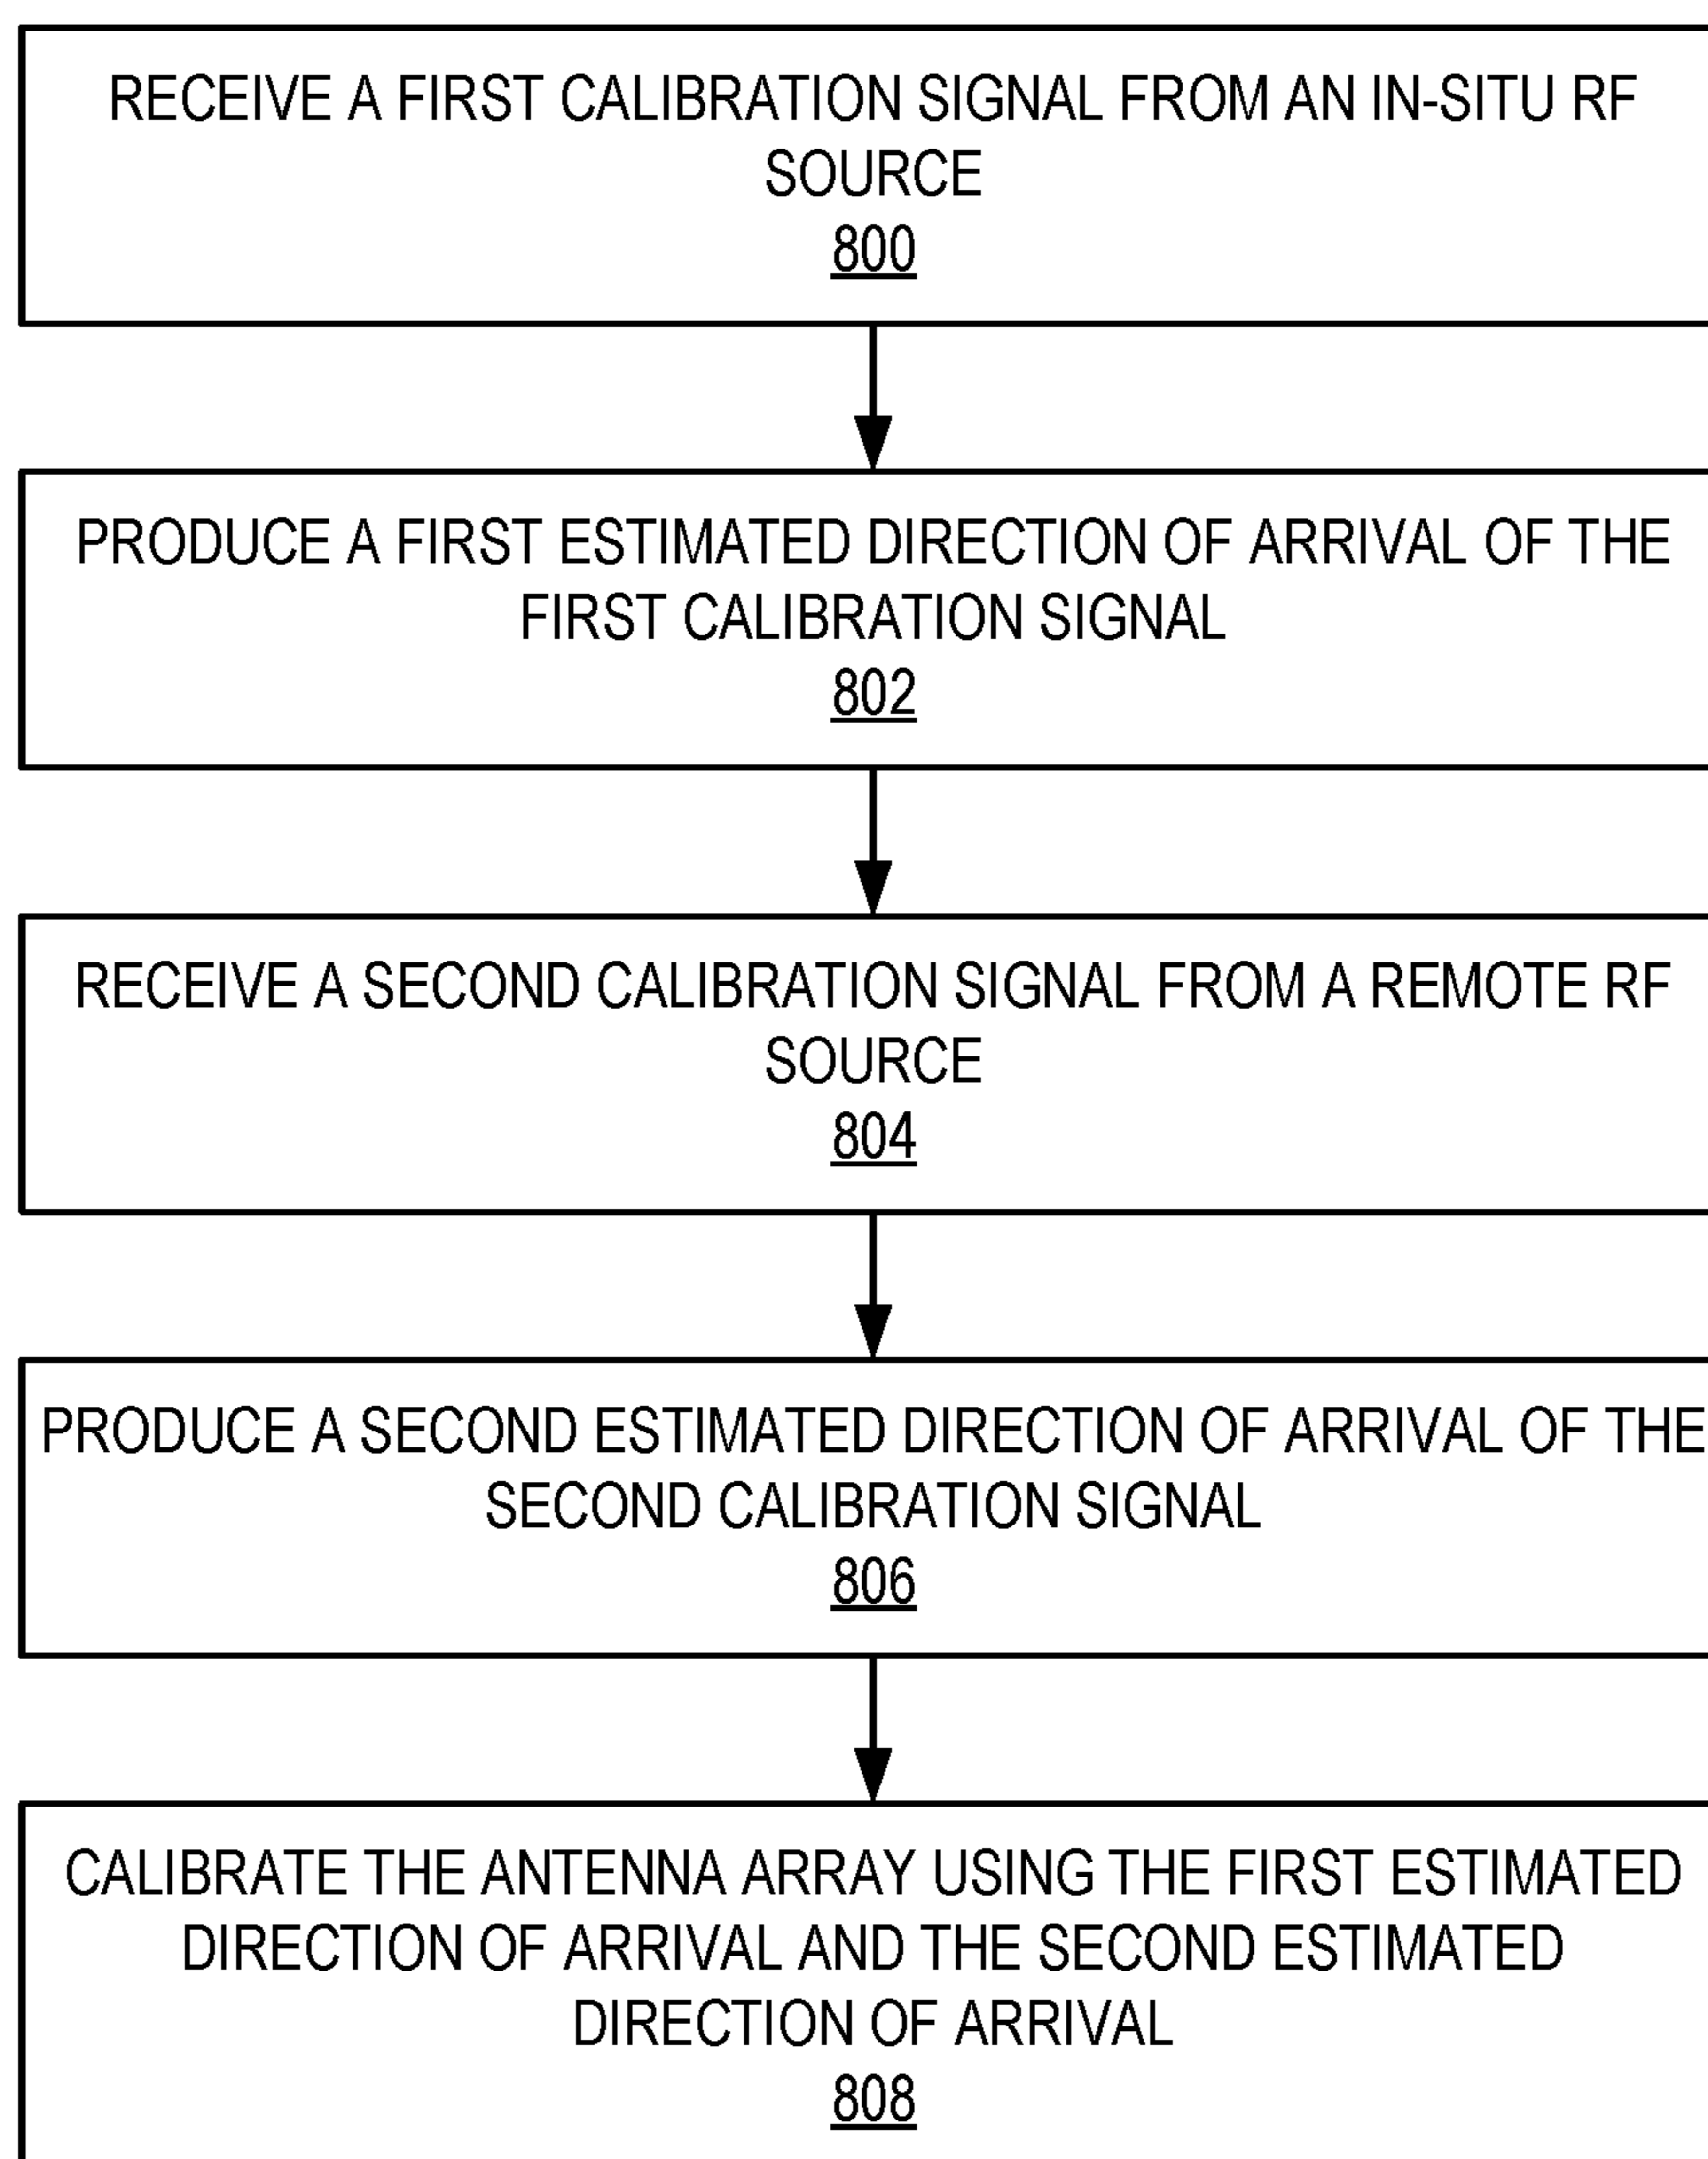 RECEIVE A FIRST CALIBRATION SIGNAL FROM AN IN-SITU RF
SOURCE
800
PRODUCE A FIRST ESTIMATED DIRECTION OF ARRIVAL OF THE
FIRST CALIBRATION SIGNAL
802
RECEIVE A SECOND CALIBRATION SIGNAL FROM A REMOTE RF
SOURCE
804
PRODUCE A SECOND ESTIMATED DIRECTION OF ARRIVAL OF THE
SECOND CALIBRATION SIGNAL
806
CALIBRATE THE ANTENNA ARRAY USING THE FIRST ESTIMATED
DIRECTION OF ARRIVAL AND THE SECOND ESTIMATED
DIRECTION OF ARRIVAL
808